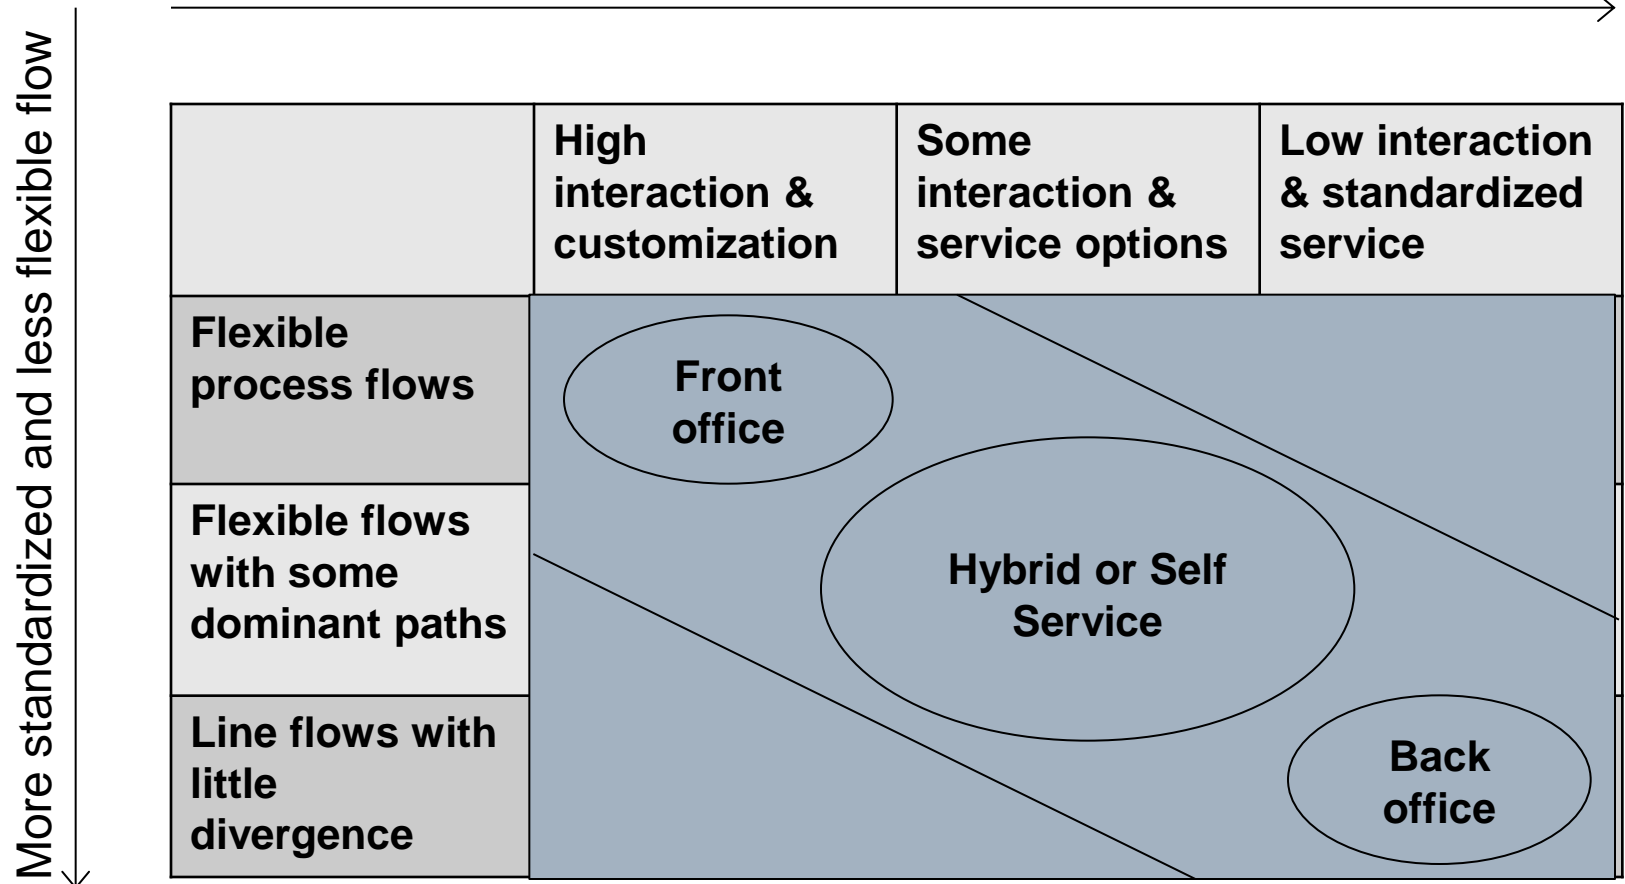 More standardized and less flexible flow
High
interaction &
customization
Some
interaction &
service options
Low interaction
& standardized
service
Flexible
process flows
Front
office
Flexible flows
with some
dominant paths
Hybrid or Self
Service
Line flows with
little
divergence
Back
office